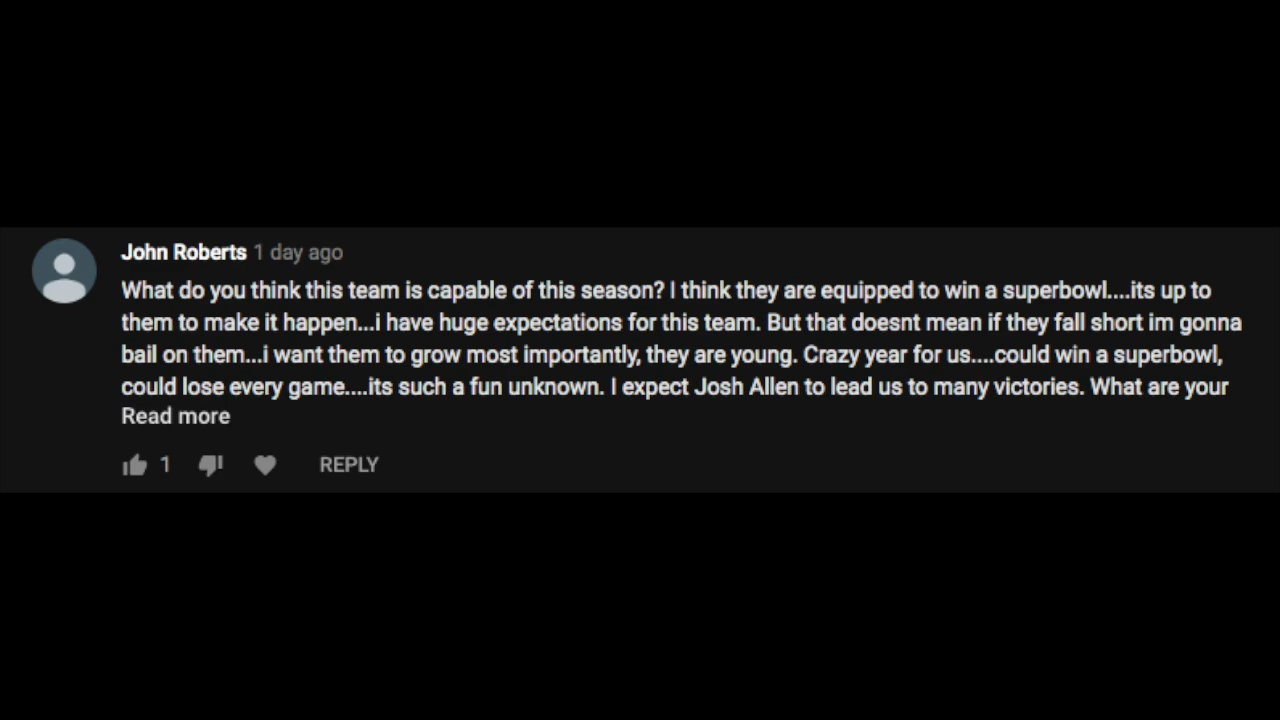 John Roberts 1 day ago
What do you think this team is capable of this season? I think they are equipped to win a superbowl....its up to
them to make it happen...i have huge expectations for this team. But that doesnt mean if they fall short im gonna
bail on them...i want them to grow most importantly, they are young. Crazy year for us....could win a superbowl,
could lose every game....its such a fun unknown. I expect Josh Allen to lead us to many victories. What are your
Read more
1 REPLY